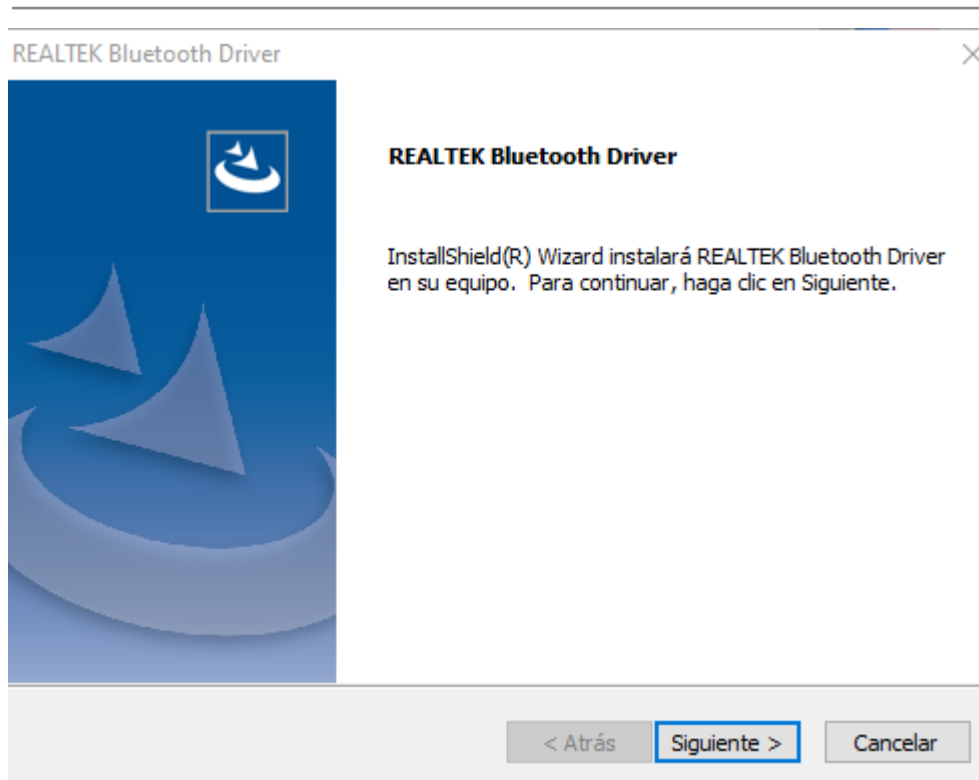 REALTEK Bluetooth Driver
REALTEK Bluetooth Driver
InstallShield(R) Wizard instalará REALTEK Bluetooth Driver
en su equipo.  Para continuar, haga clic en Siguiente.
< Atrás
Siguiente >
Cancelar